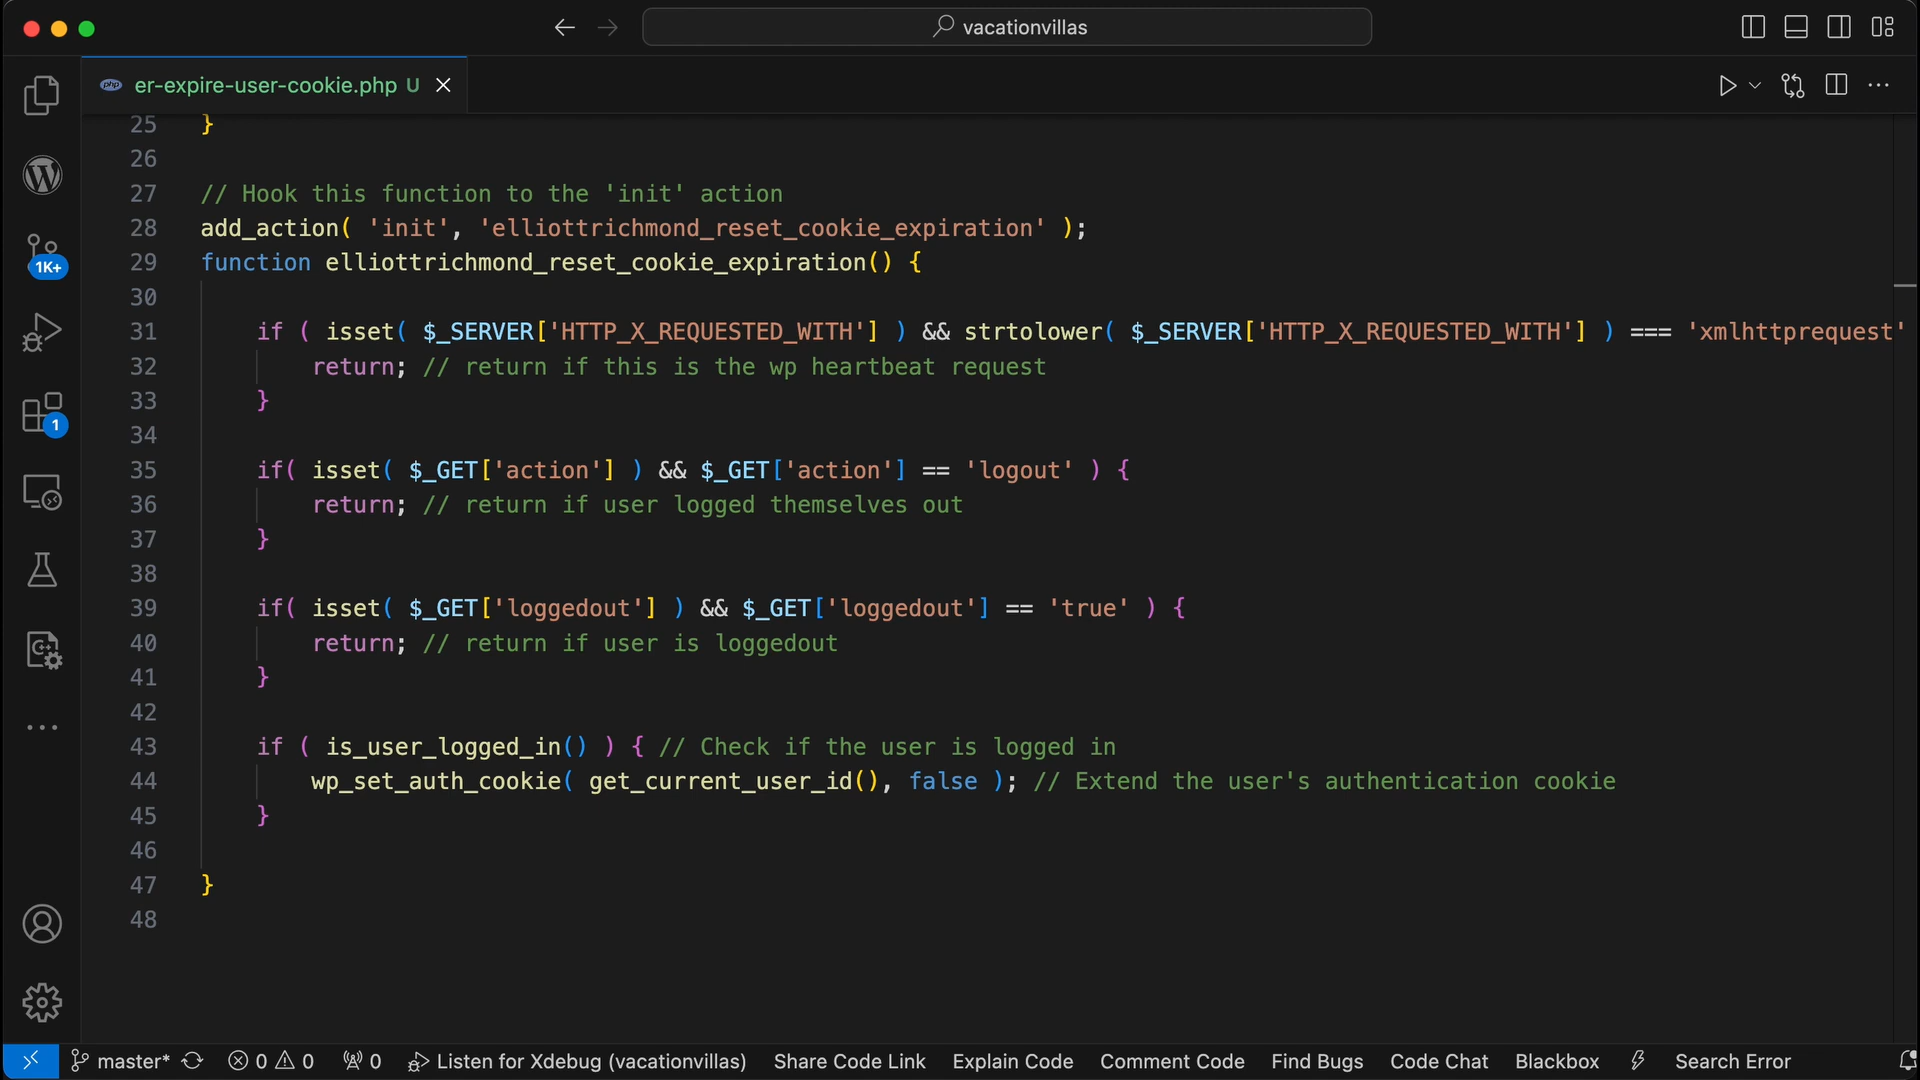 vacationvillas
er-expire-user-cookie.php U
25 }
26
27 // Hook this function to the 'init' action
28 add_action( 'init', 'elliottrichmond_reset_cookie_expiration' );
29 function elliottrichmond_reset_cookie_expiration() {
30
31 if ( isset( $_SERVER['HTTP_X_REQUESTED_WITH'] ) && strtolower( $_SERVER['HTTP_X_REQUESTED_WITH'] ) === 'xmlhttprequest'
32 return; // return if this is the wp heartbeat request
33 }
34
35 if( isset( $_GET['action'] ) && $_GET['action'] == 'logout' ) {
36 return; // return if user logged themselves out
37 }
38
39 if( isset( $_GET['loggedout'] ) && $_GET['loggedout'] == 'true' ) {
40 return; // return if user is loggedout
41 }
42
43 if ( is_user_logged_in() ) { // Check if the user is logged in
44 wp_set_auth_cookie( get_current_user_id(), false ); // Extend the user's authentication cookie
45 }
46
47 }
48
1K+
1
master* 0 0 0 Listen for Xdebug (vacationvillas) Share Code Link Explain Code Comment Code Find Bugs Code Chat Blackbox Search Error